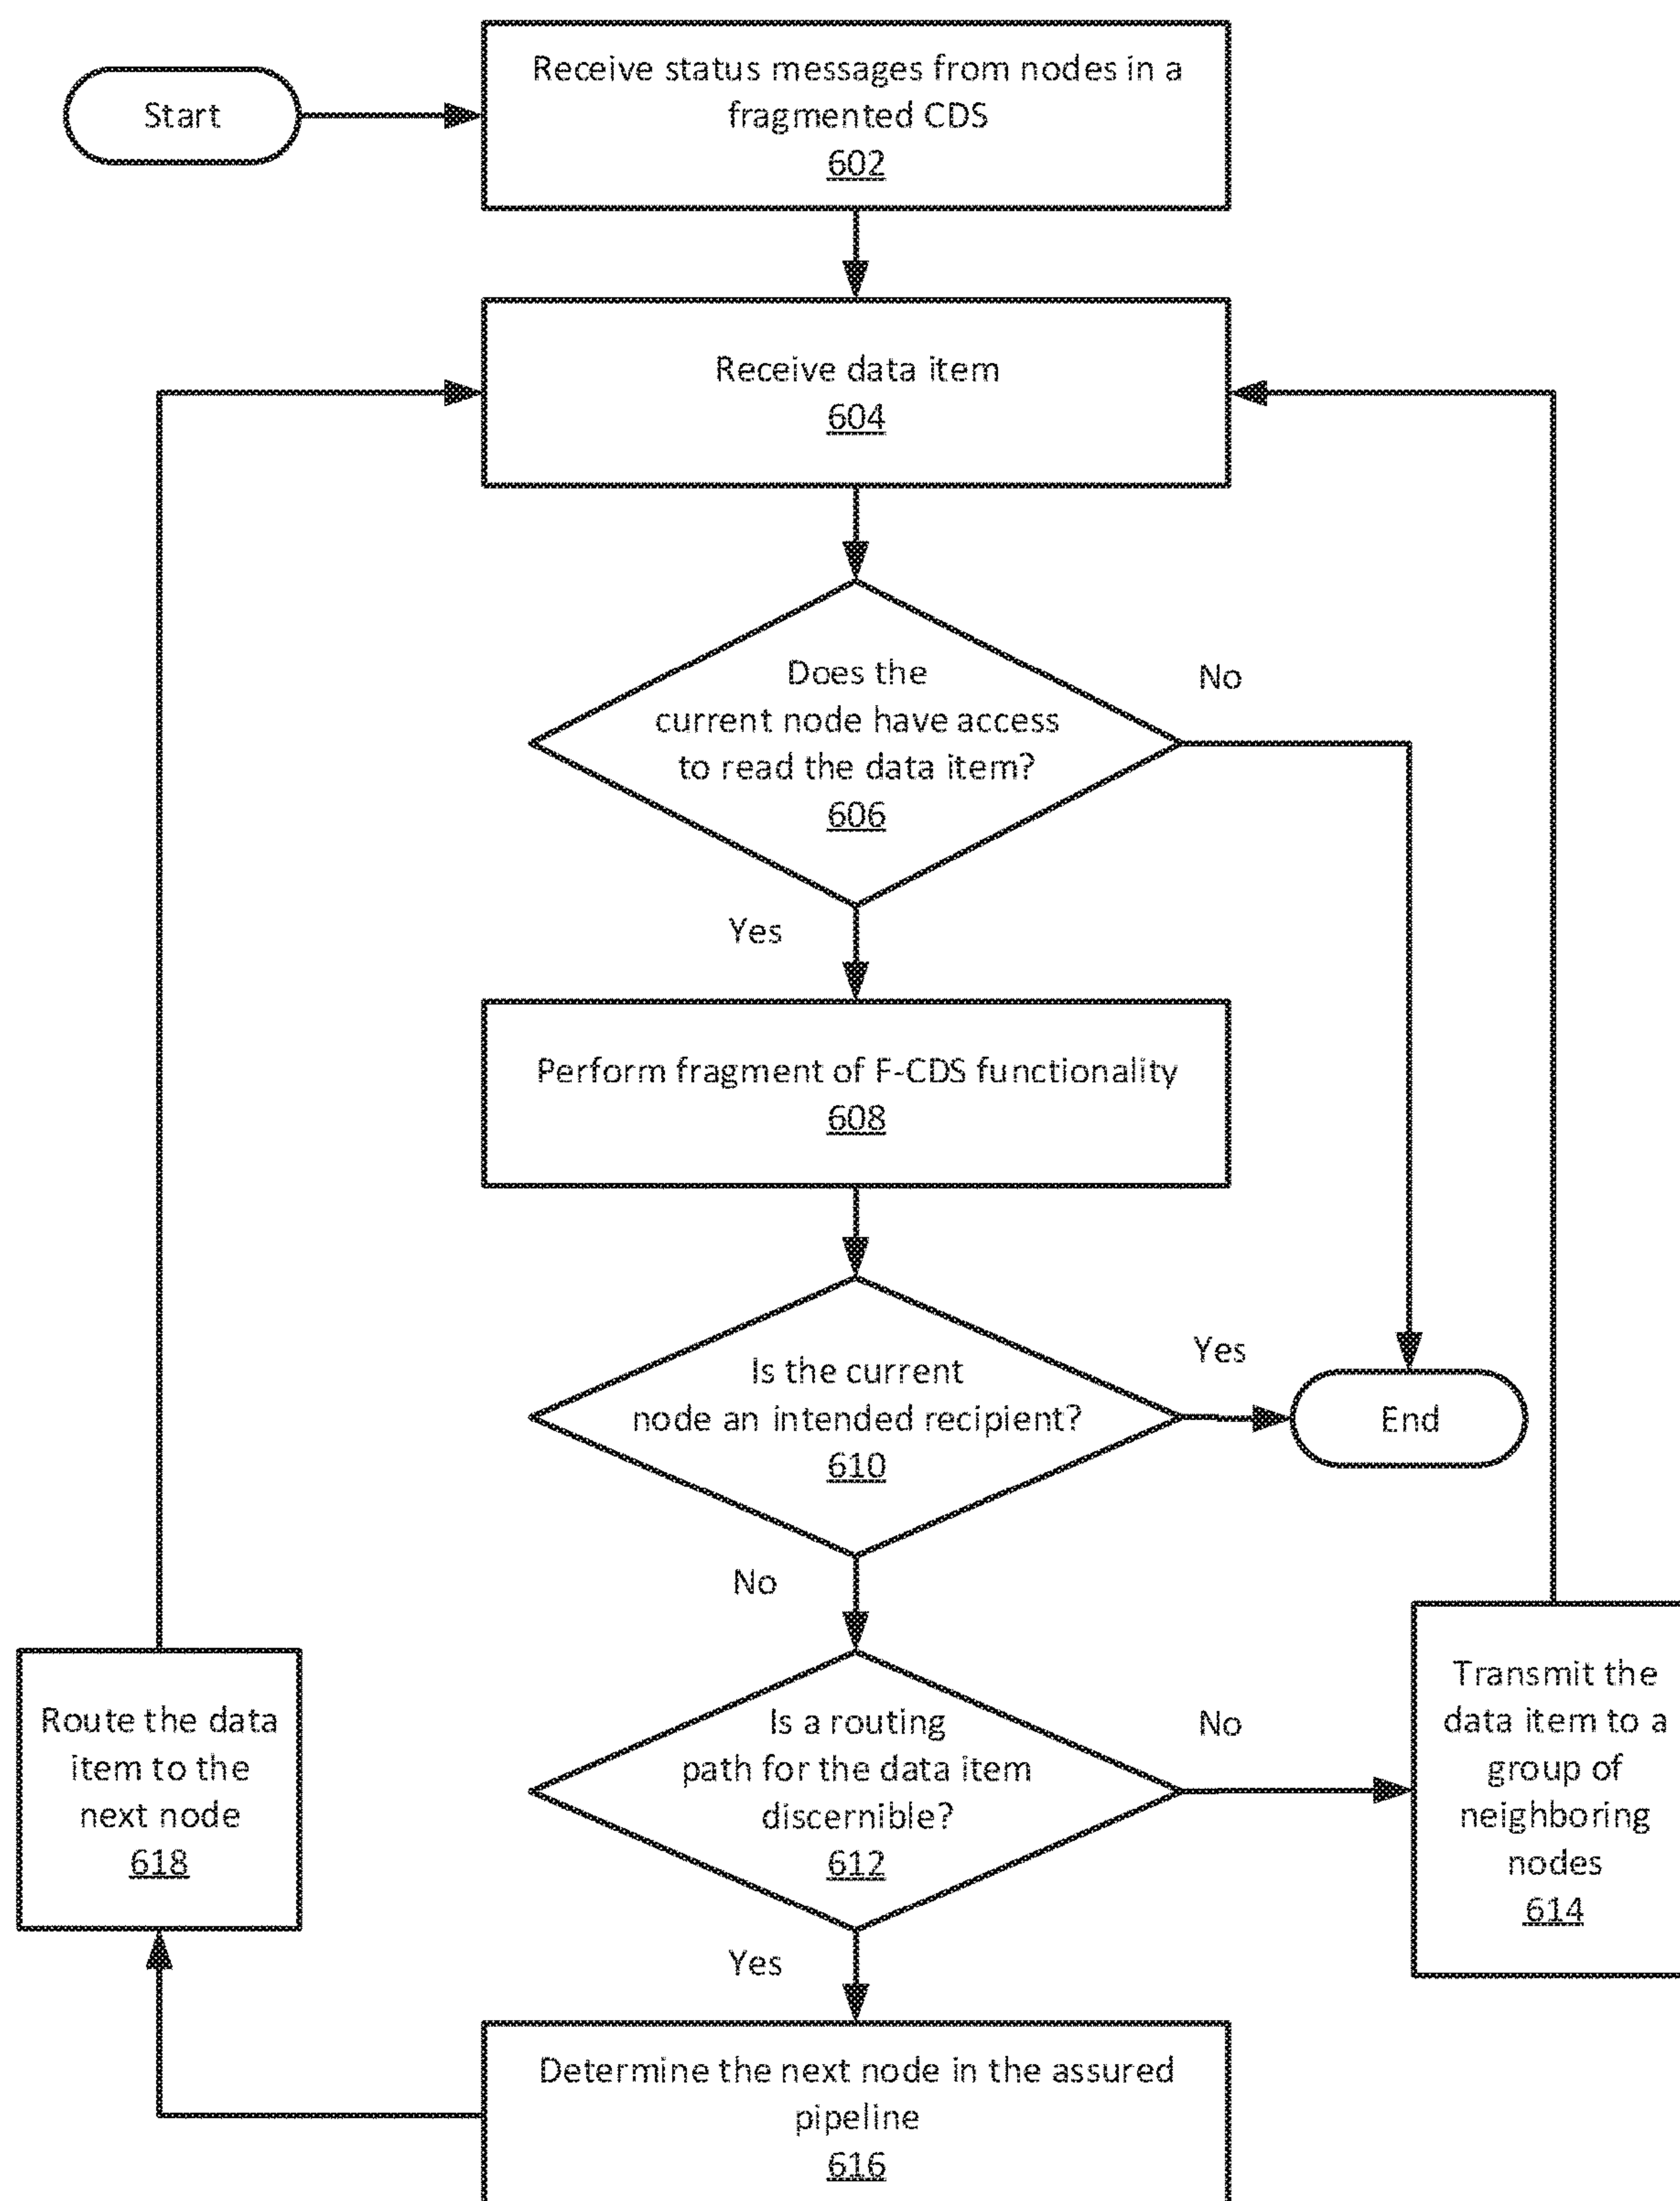 Start
Receive status messages from nodes in a
fragmented CDS
602
Receive data item
604
Does the
current node have access
to read the data item?
606
No
Yes
Perform fragment of F-CDS functionality
608
Is the current
node an intended recipient?
610
Yes
End
No
Is a routing
path for the data item
discernible?
612
No
Transmit the
data item to a
group of
neighboring
nodes
614
Yes
Determine the next node in the assured
pipeline
616
Route the data
item to the
next node
618